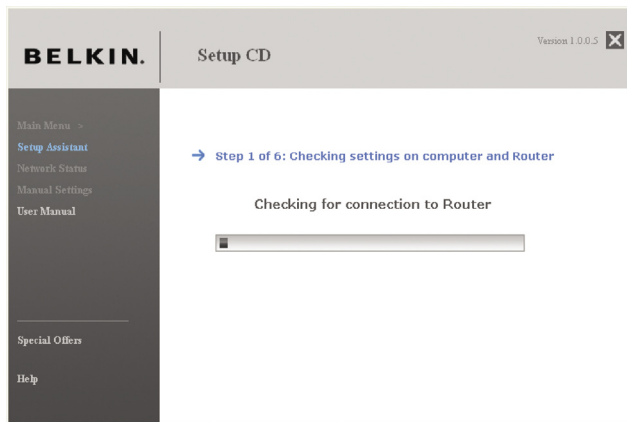 BELKIN.
Setup CD
Version 1.0.0.5
Main Menu >
Setup Assistant
Network Status
Manual Settings
User Manual
Special Offers
Help
Step 1 of 6: Checking settings on computer and Router
Checking for connection to Router